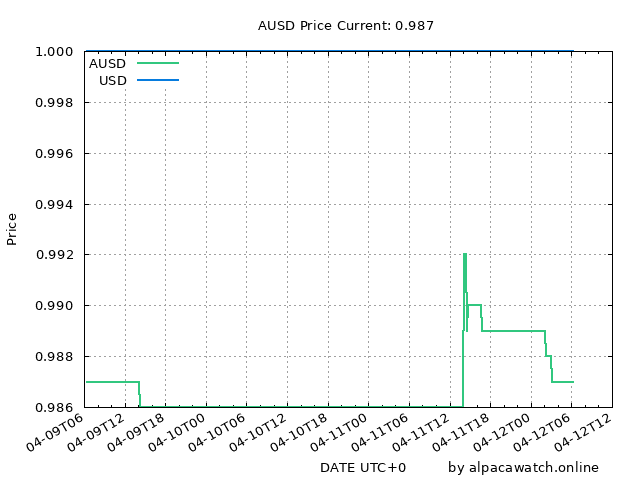 AUSD Price Current: 0.987
1.000
AUSD
USD
0.998
0.996
0.994
0.992
0.990
0.988
0.986
Price
04-09T06
04-09T12
04-09T18
04-10T00
04-10T06
04-10T12
04-10T18
04-11T00
04-11T06
04-11T12
04-11T18
04-12T00
04-12T06
04-12T12
DATE UTC+0
by alpacawatch.online